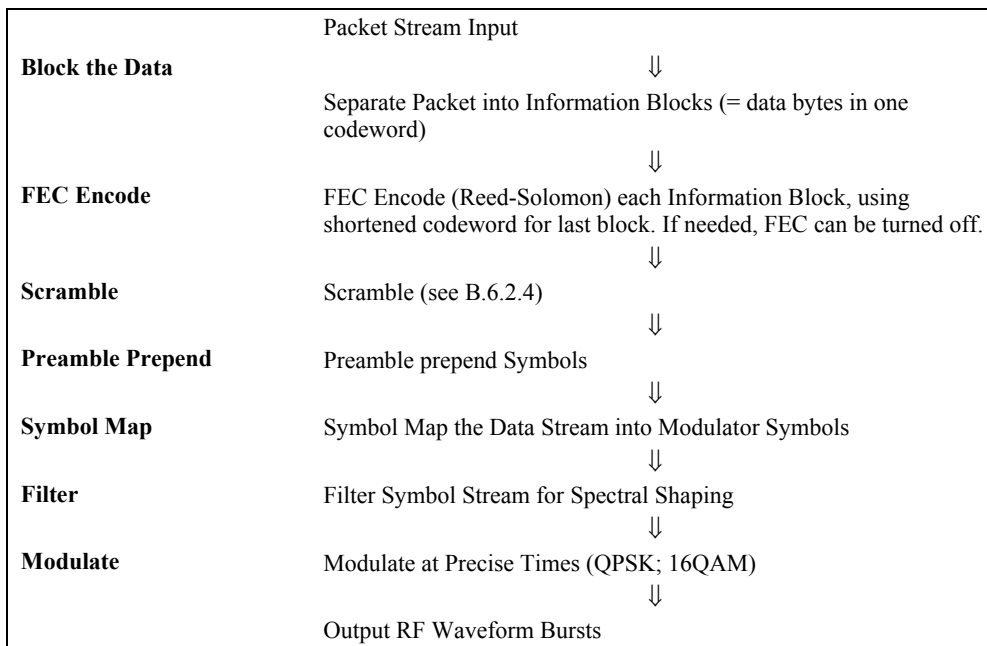 Packet Stream Input
Block the Data ⇓
Separate Packet into Information Blocks (= data bytes in one
codeword)
⇓
FEC Encode FEC Encode (Reed-Solomon) each Information Block, using
shortened codeword for last block. If needed, FEC can be turned off.
⇓
Scramble Scramble (see B.6.2.4)
⇓
Preamble Prepend Preamble prepend Symbols
⇓
Symbol Map Symbol Map the Data Stream into Modulator Symbols
⇓
Filter Filter Symbol Stream for Spectral Shaping
⇓
Modulate Modulate at Precise Times (QPSK; 16QAM)
⇓
Output RF Waveform Bursts